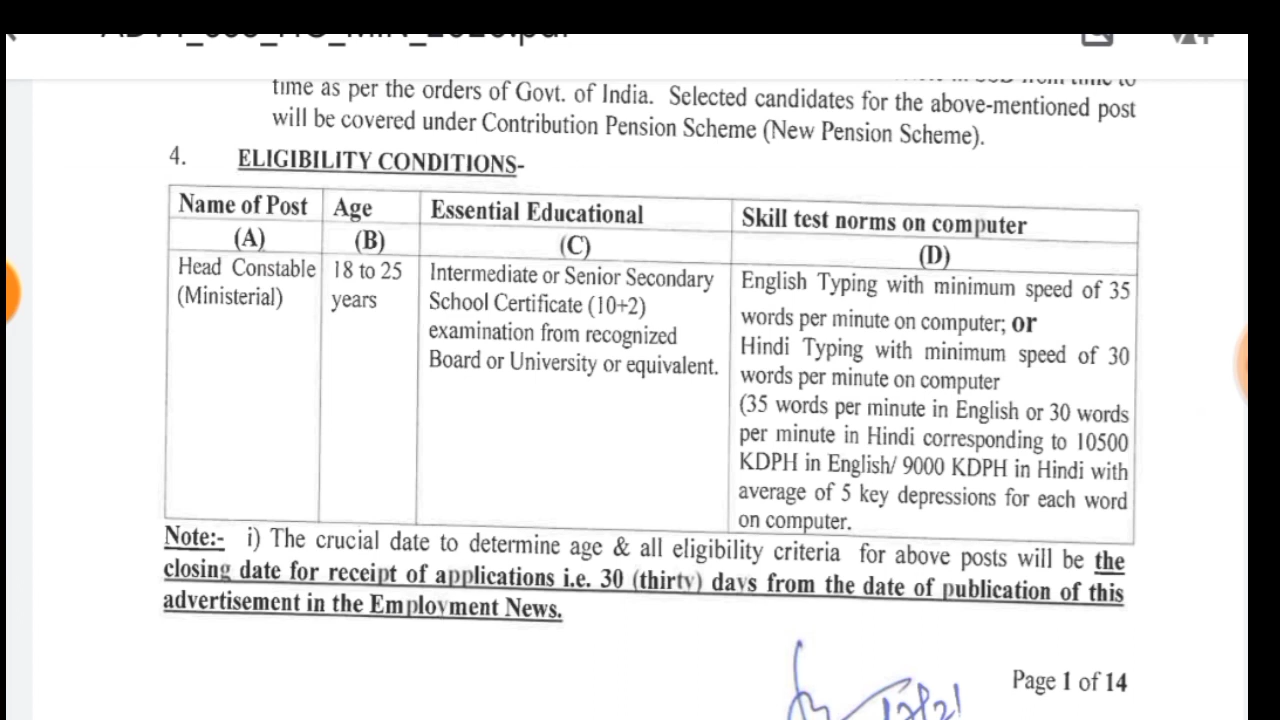 time as per the orders of Govt. of India. Selected candidates for the above-mentioned post
will be covered under Contribution Pension Scheme (New Pension Scheme).
4. ELIGIBILITY CONDITIONS-
Name of Post Age Essential Educational Skill test norms on computer
(A) (B) (C) (D)
Head Constable
(Ministerial)
18 to 25
years
Intermediate or Senior Secondary
School Certificate (10+2)
examination from recognized
Board or University or equivalent.
English Typing with minimum speed of 35
words per minute on computer; or
Hindi Typing with minimum speed of 30
words per minute on computer
(35 words per minute in English or 30 words
per minute in Hindi corresponding to 10500
KDPH in English/ 9000 KDPH in Hindi with
average of 5 key depressions for each word
on computer.
Note:- i) The crucial date to determine age & all eligibility criteria for above posts will be the
closing date for receipt of applications i.e. 30 (thirty) days from the date of publication of this
advertisement in the Employment News.
Page 1 of 14